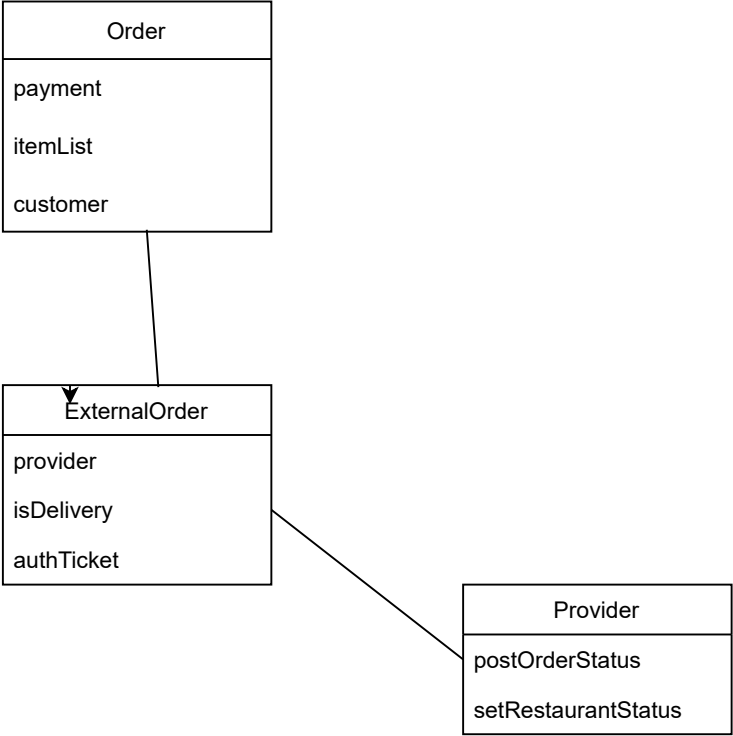 Order
payment
itemList
customer
ExternalOrder
provider
isDelivery
authTicket
Provider
postOrderStatus
setRestaurantStatus